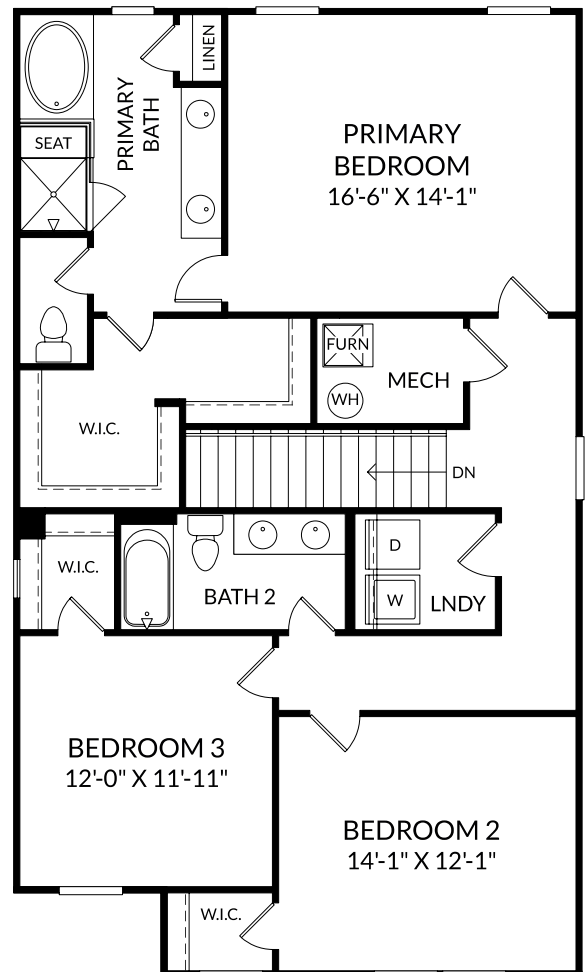 LINEN
PRIMARY
BATH
SEAT
PRIMARY
BEDROOM
16'-6" X 14'-1"
FURN
MECH
WH
W.I.C.
DN
D
W.I.C.
BATH 2
W
LNDY
BEDROOM 3
12'-0" X 11'-11"
BEDROOM 2
14'-1" X 12'-1"
W.I.C.